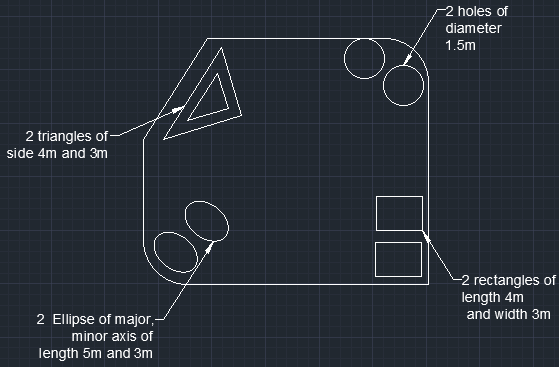 2 holes of
diameter
1.5m
2 triangles of
side 4m and 3m
2 rectangles of
length 4m
and width 3m
2 Ellipse of major,
minor axis of
length 5m and 3m